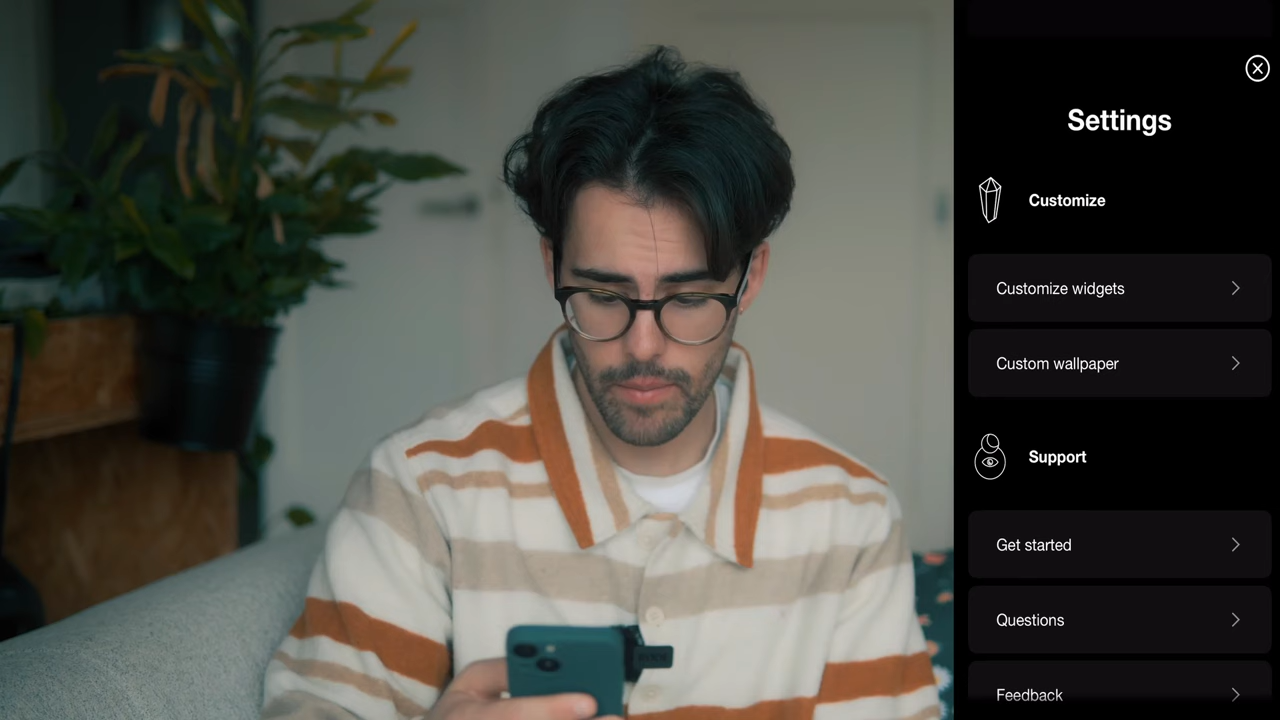 Settings
Customize
Customize widgets
Custom wallpaper
Support
Get started
Questions
Feedback